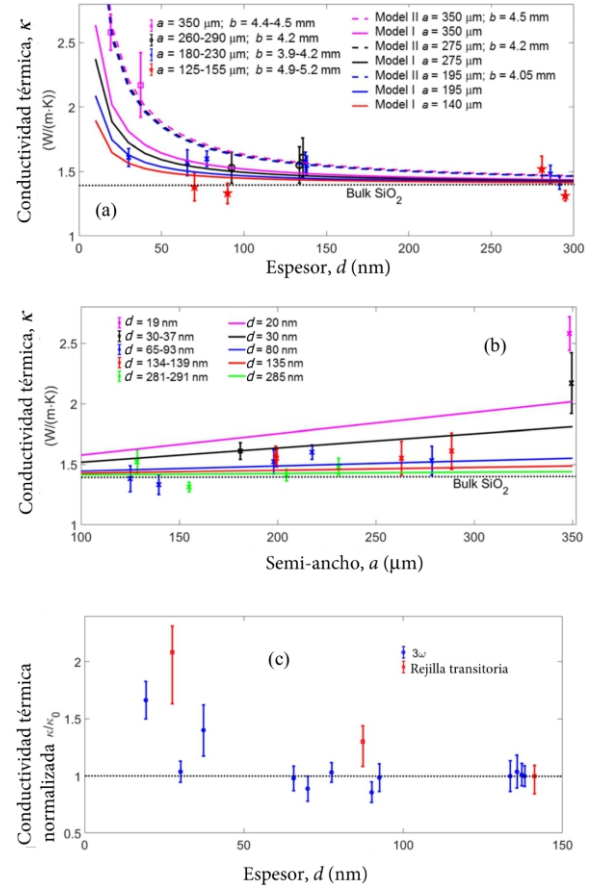 Conductividad térmica, κ
(W/(m·K))
2.5
2
1.5
1
a = 350 μm; b = 4.4-4.5 mm
a = 260-290 μm; b = 4.2 mm
a = 180-230 μm; b = 3.9-4.2 mm
a = 125-155 μm; b = 4.9-5.2 mm
Model II a = 350 μm; b = 4.5 mm
Model I a = 350 μm
Model II a = 275 μm; b = 4.2 mm
Model I a = 275 μm
Model II a = 195 μm; b = 4.05 mm
Model I a = 195 μm
Model I a = 140 μm
(a)
Bulk SiO2
0 50 100 150 200 250 300
Espesor, d (nm)
Conductividad térmica, κ
(W/(m·K))
2.5
2
1.5
1
d = 19 nm
d = 30-37 nm
d = 65-93 nm
d = 134-139 nm
d = 281-291 nm
d = 20 nm
d = 30 nm
d = 80 nm
d = 135 nm
d = 285 nm
(b)
Bulk SiO2
100 150 200 250 300 350
Semi-ancho, a (μm)
Conductividad térmica
normalizada κ/κ0
2
1.5
1
0.5
(c)
3ω
Rejilla transitoria
0 50 100 150
Espesor, d (nm)